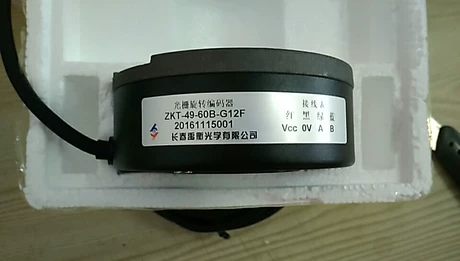 光栅旋转编码器
ZKT-49-60B-G12F
20161115001
长春禹衡光学有限公司
接线表
红 黑 绿 蓝
Vcc 0V A B